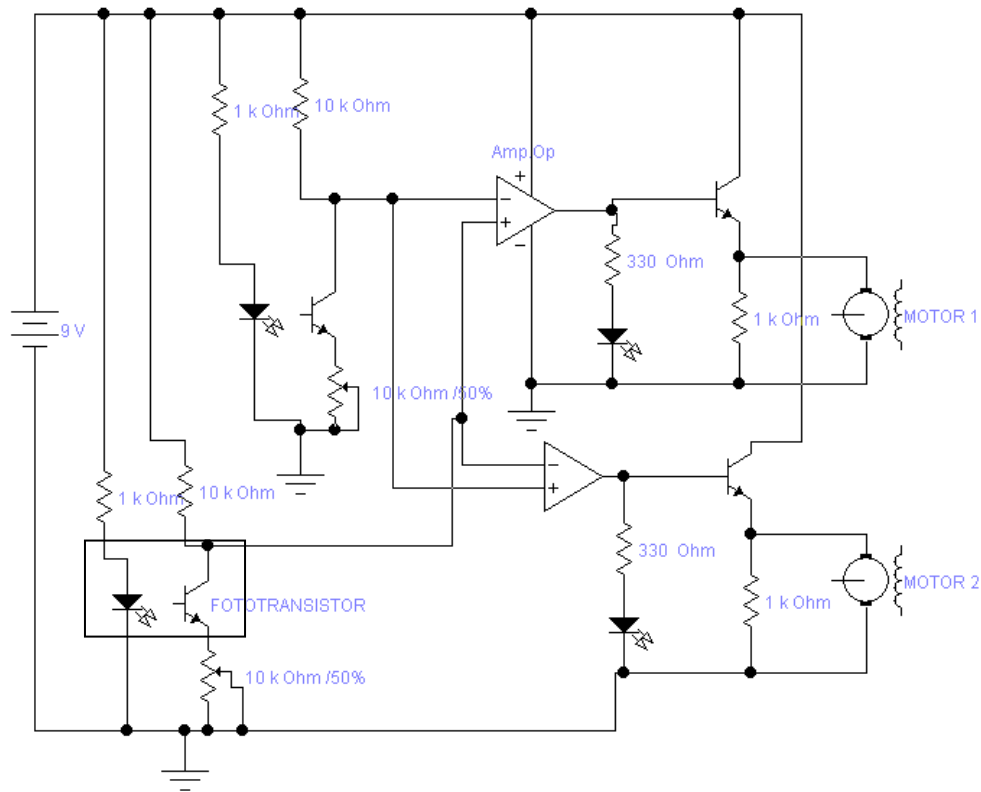 1 k Ohm
10 k Ohm
Amp.Op
+
−
+
−
330 Ohm
1 k Ohm
MOTOR 1
9 V
10 k Ohm /50%
1 k Ohm
10 k Ohm
−
+
330 Ohm
1 k Ohm
MOTOR 2
FOTOTRANSISTOR
10 k Ohm /50%